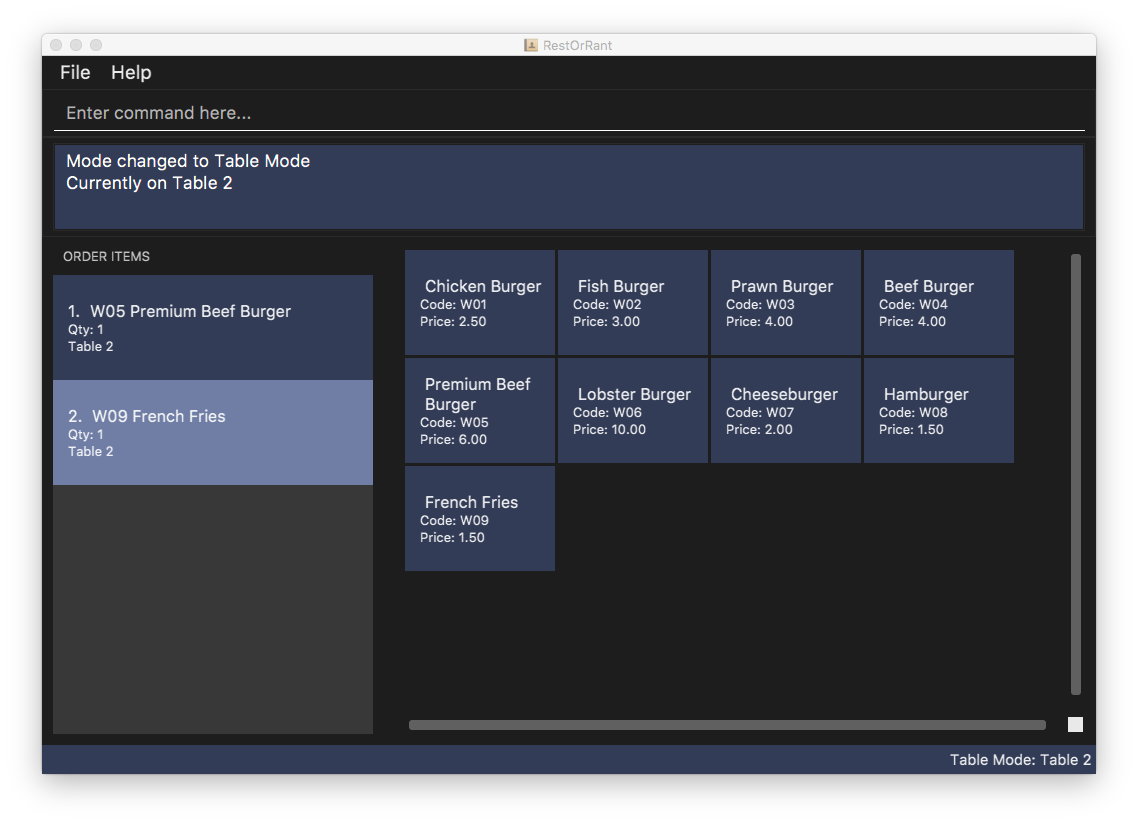 RestOrRant
File Help
Enter command here...
Mode changed to Table Mode
Currently on Table 2
ORDER ITEMS
1. W05 Premium Beef Burger
Qty: 1
Table 2
2. W09 French Fries
Qty: 1
Table 2
Chicken Burger
Code: W01
Price: 2.50
Fish Burger
Code: W02
Price: 3.00
Prawn Burger
Code: W03
Price: 4.00
Beef Burger
Code: W04
Price: 4.00
Premium Beef
Burger
Code: W05
Price: 6.00
Lobster Burger
Code: W06
Price: 10.00
Cheeseburger
Code: W07
Price: 2.00
Hamburger
Code: W08
Price: 1.50
French Fries
Code: W09
Price: 1.50
Table Mode: Table 2